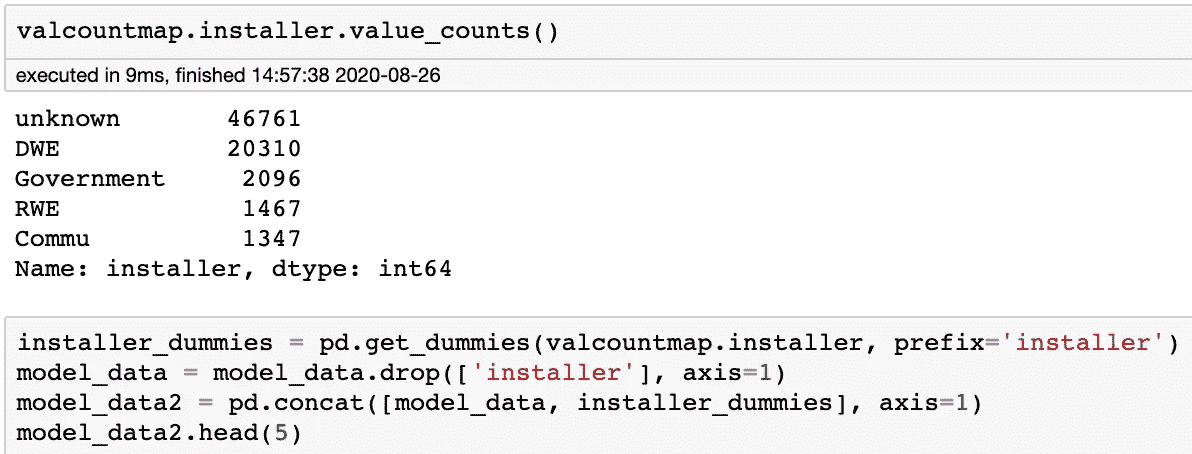 valcountmap.installer.value_counts()
executed in 9ms, finished 14:57:38 2020-08-26
unknown 46761
DWE 20310
Government 2096
RWE 1467
Commu 1347
Name: installer, dtype: int64
installer_dummies = pd.get_dummies(valcountmap.installer, prefix='installer')
model_data = model_data.drop(['installer'], axis=1)
model_data2 = pd.concat([model_data, installer_dummies], axis=1)
model_data2.head(5)